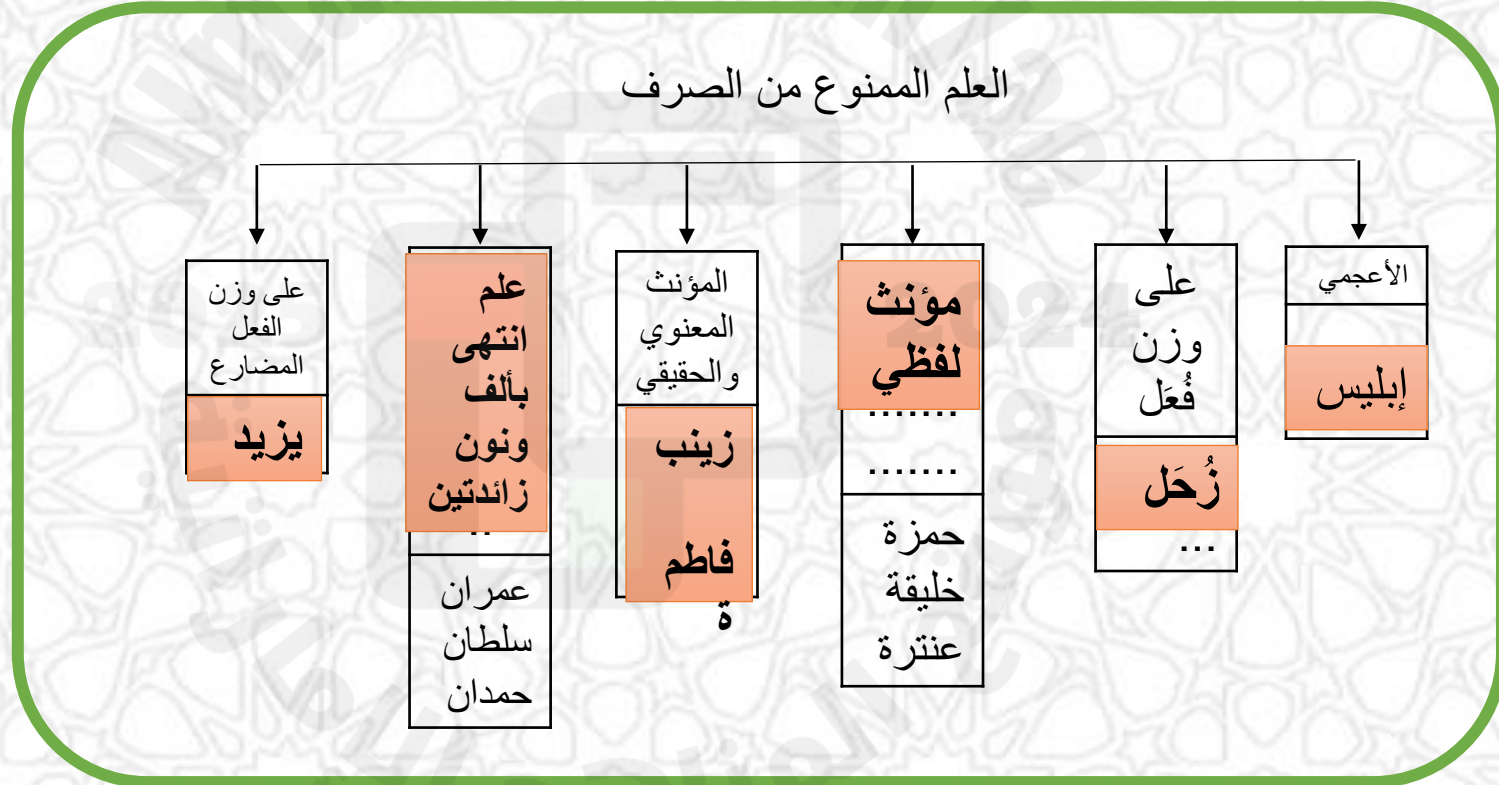 العلم الممنوع من الصرف
الأعجمي
إبليس
على
وزن
فُعَل
زُحَل
...
مؤنث
لفظي
.......
.......
حمزة
خليقة
عنترة
المؤنث
المعنوي
والحقيقي
زينب
فاطم
ة
علم
انتهى
بألف
ونون
زائدتين
..
عمران
سلطان
حمدان
على وزن
الفعل
المضارع
يزيد
2024